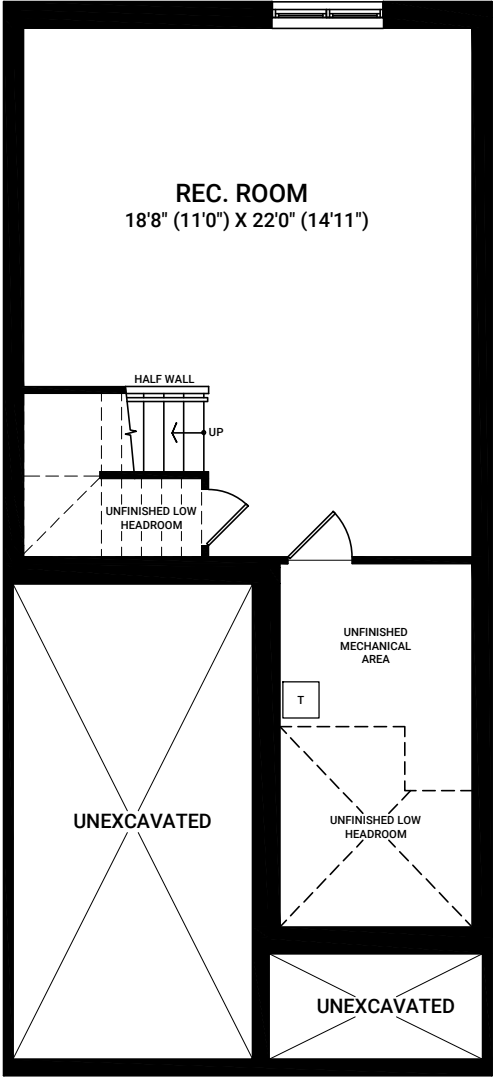 REC. ROOM
18'8" (11'0") X 22'0" (14'11")
HALF WALL
UP
UNFINISHED LOW
HEADROOM
UNFINISHED
MECHANICAL
AREA
T
UNEXCAVATED
UNFINISHED LOW
HEADROOM
UNEXCAVATED